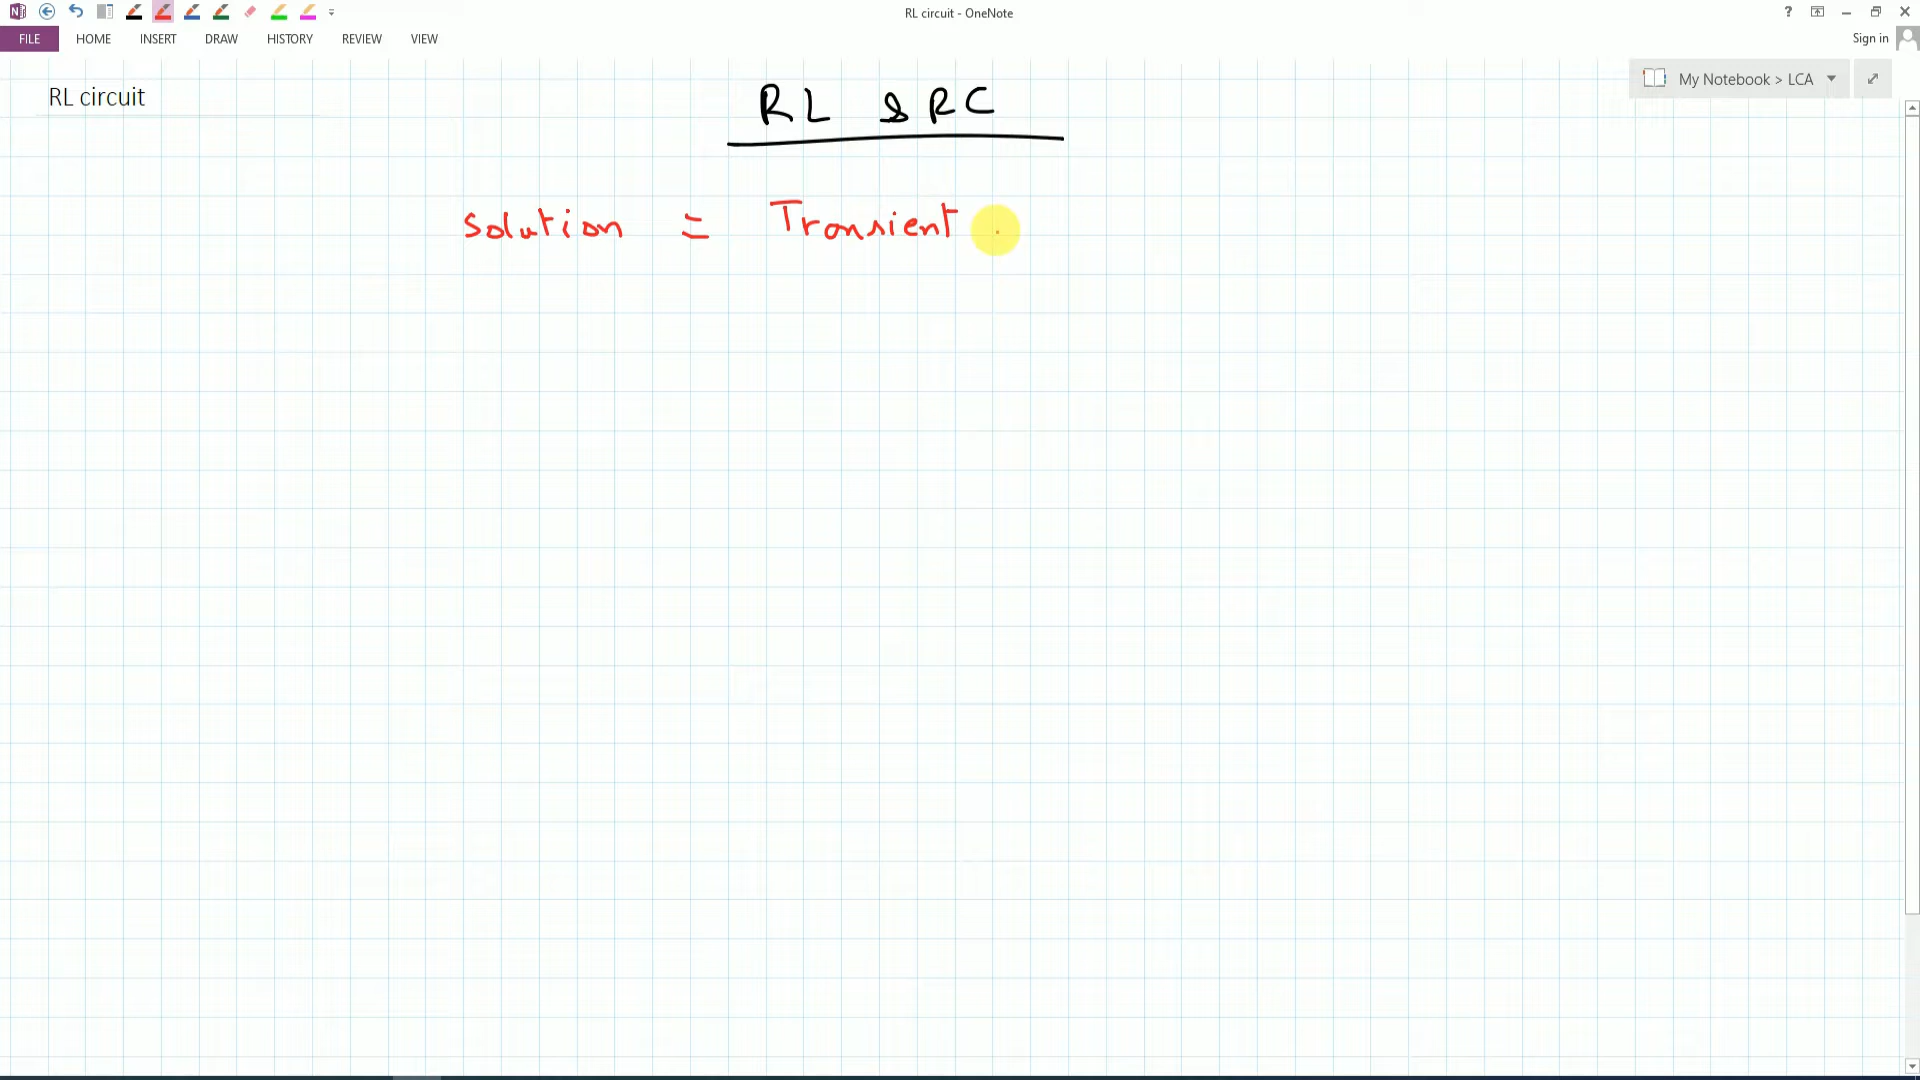 RL circuit - OneNote
?
FILE HOME INSERT DRAW HISTORY REVIEW VIEW
Sign in
My Notebook > LCA
RL circuit
RL & RC
Solution = Transient